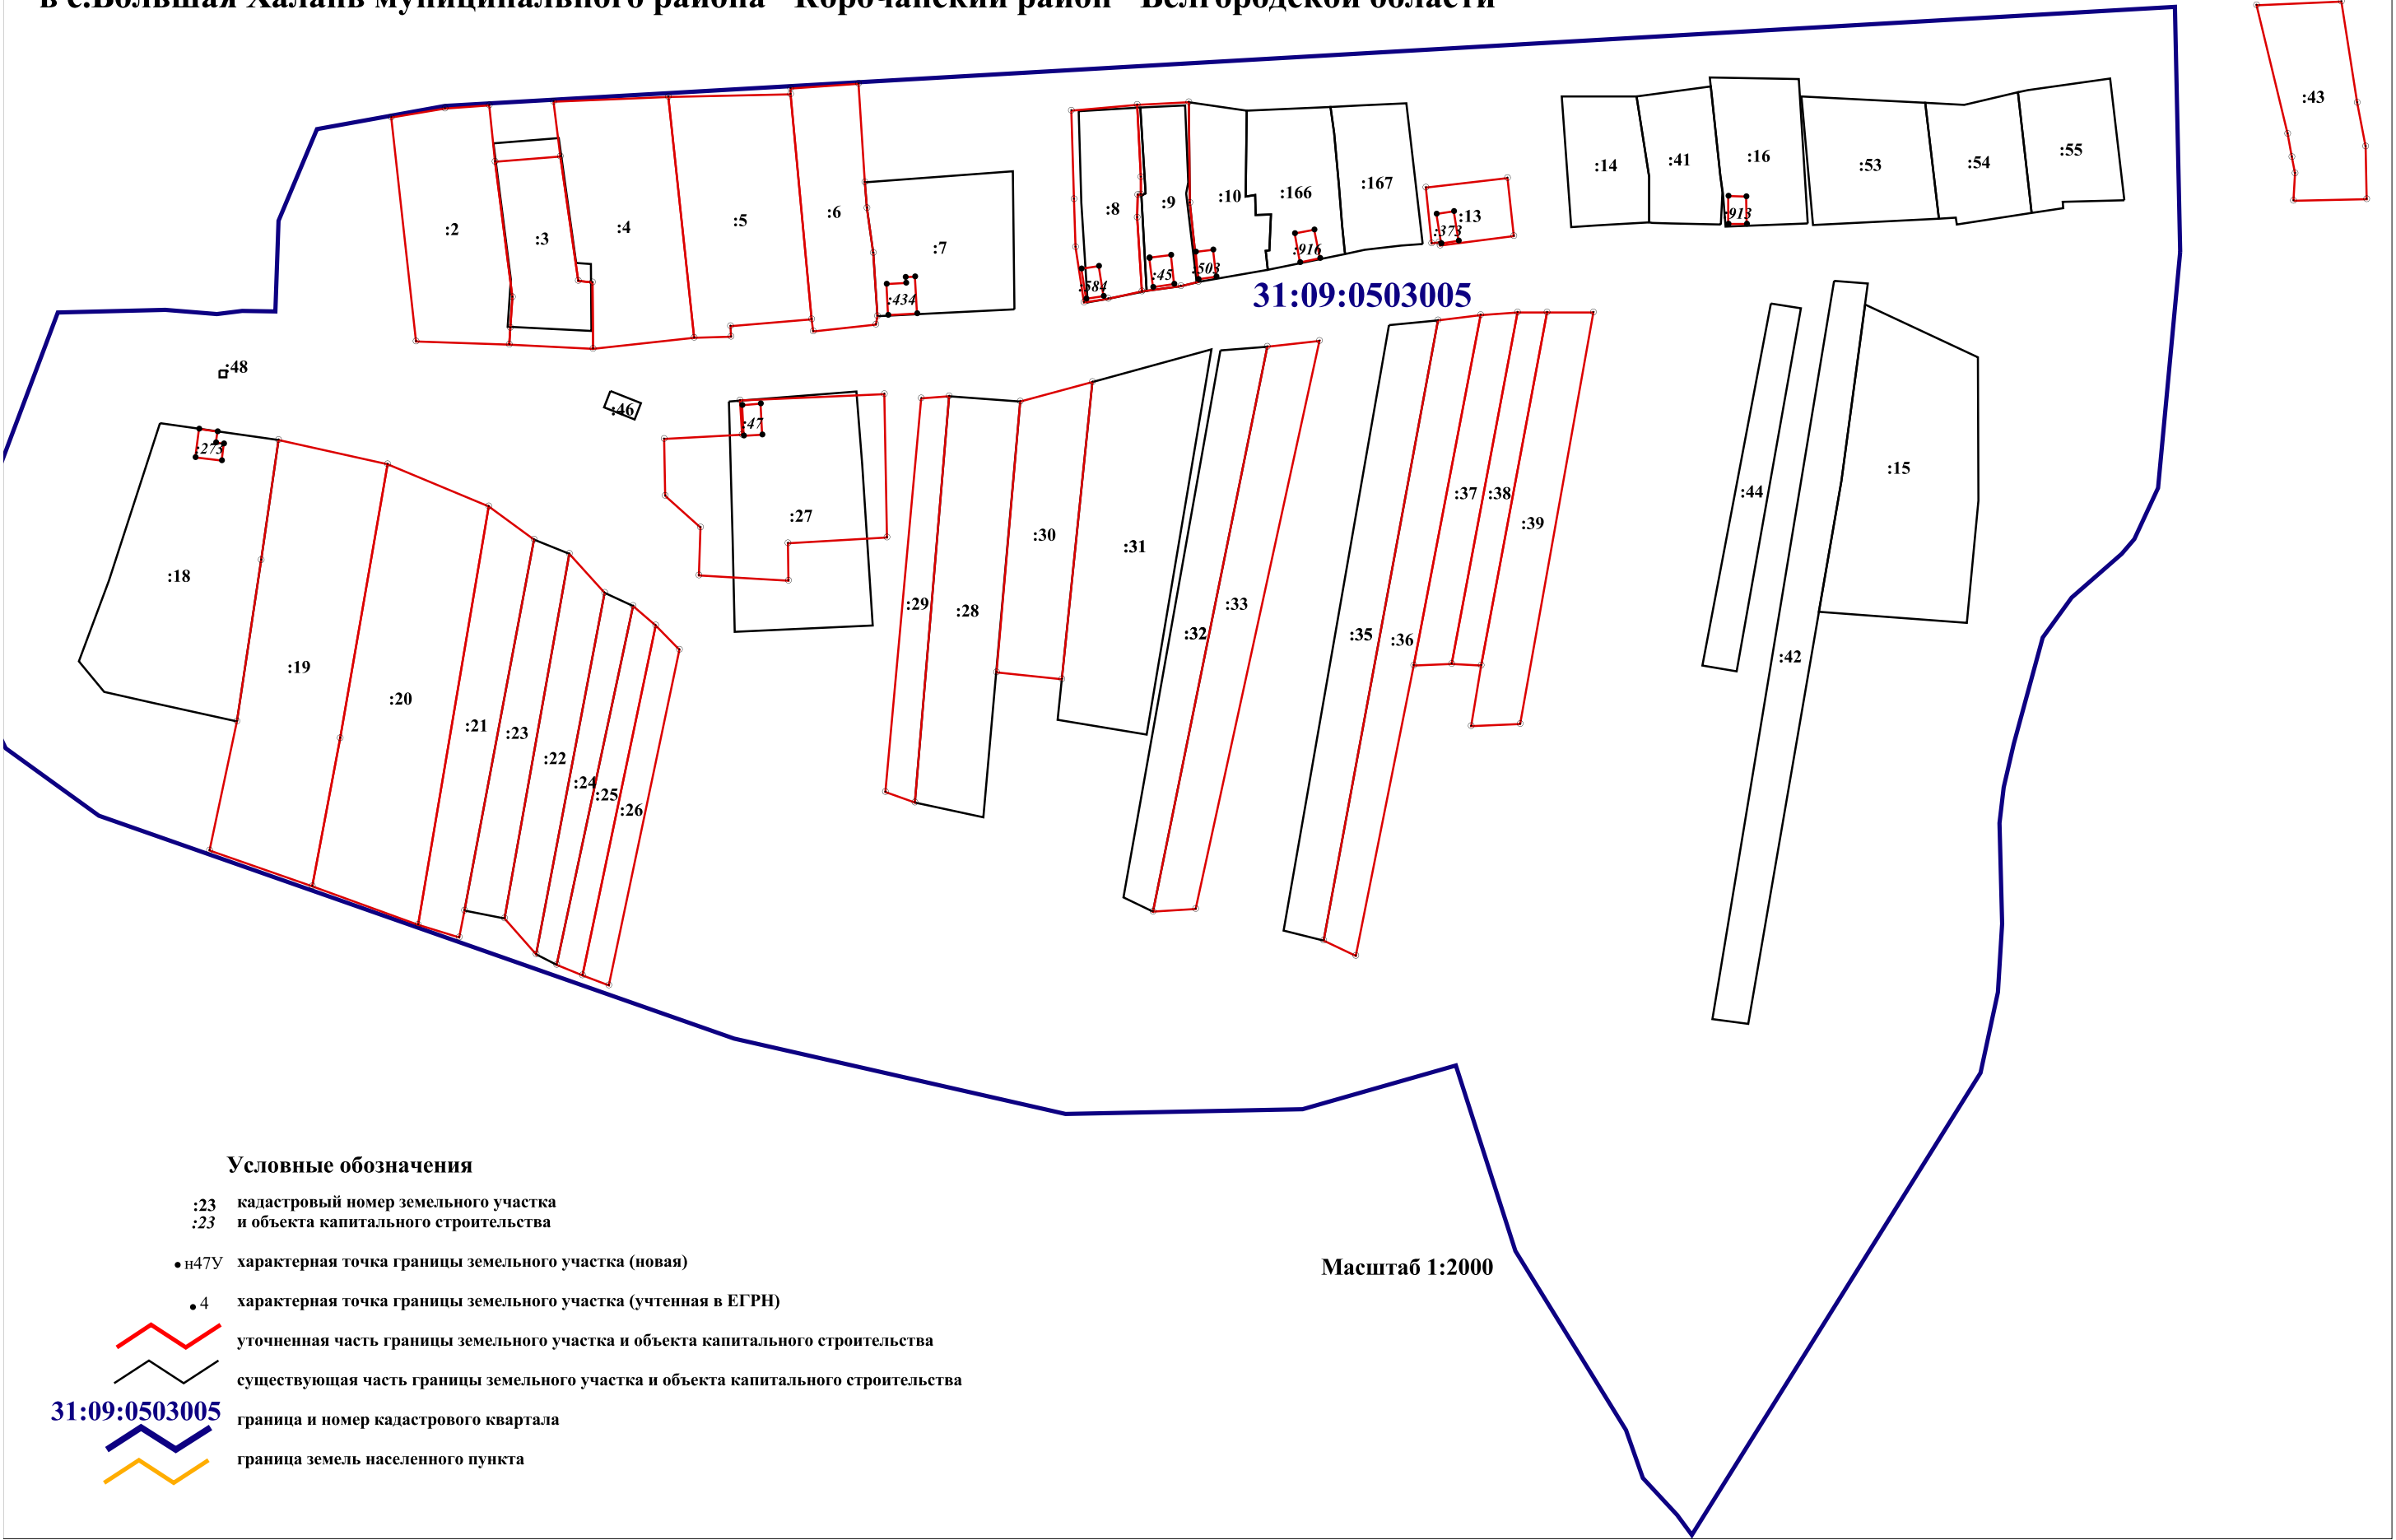 в с.Большая Халань муниципального района "Корочанский район" Белгородской области
:43
:14 :41 :16 :53 :54 :55
:2 :3 :4 :5 :6 :7
:8 :9 :10 :166 :167 :13
:913
:373
:434 :584 :45 :503 :916
31:09:0503005
:48
:46 :47
:273
:18 :27 :30 :31 :37 :38 :39 :44 :15
:29 :28 :32 :33 :35 :36 :42
:19 :20 :21 :23 :22 :24 :25 :26
Условные обозначения
:23 кадастровый номер земельного участка
:23 и объекта капитального строительства
н47У характерная точка границы земельного участка (новая)
Масштаб 1:2000
4 характерная точка границы земельного участка (учтенная в ЕГРН)
уточненная часть границы земельного участка и объекта капитального строительства
существующая часть границы земельного участка и объекта капитального строительства
31:09:0503005 граница и номер кадастрового квартала
граница земель населенного пункта